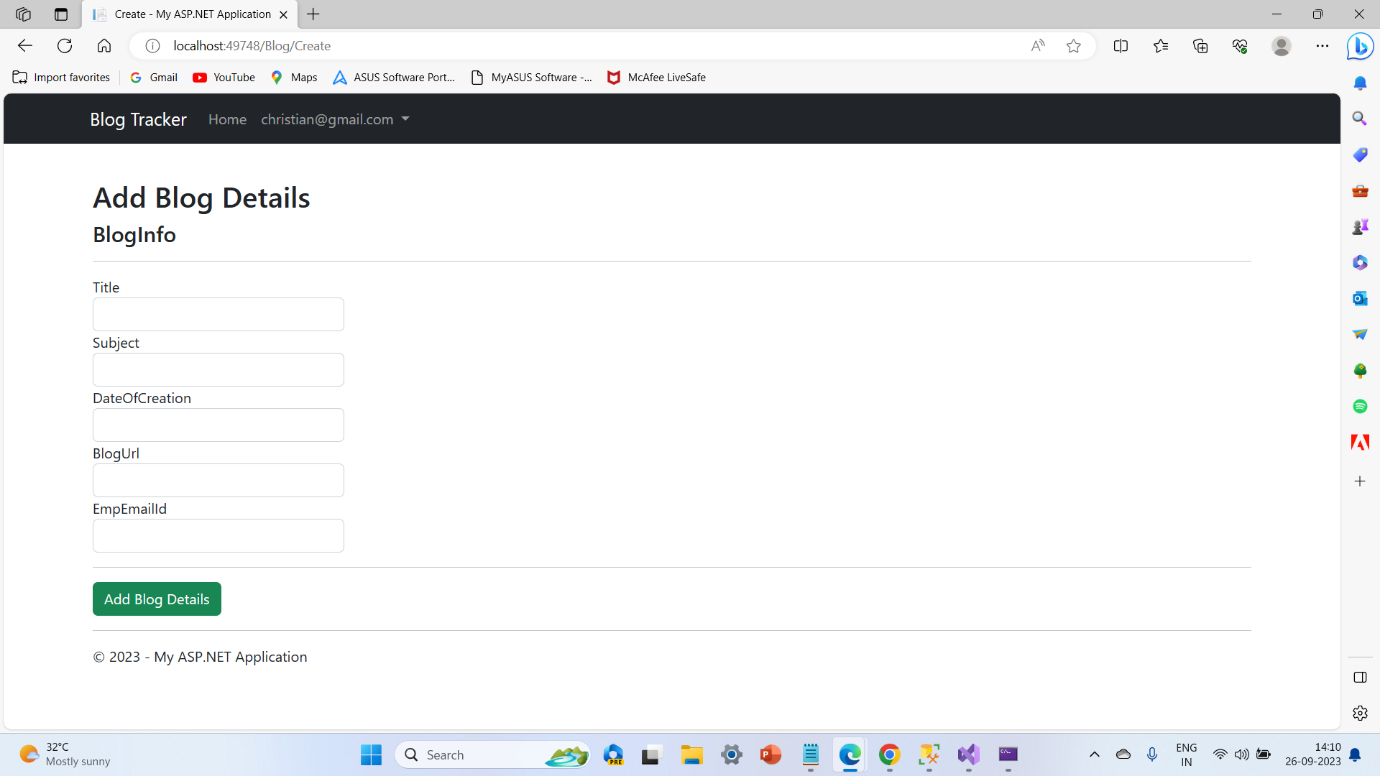 Create - My ASP.NET Application
localhost:49748/Blog/Create
Import favorites
Gmail
YouTube
Maps
ASUS Software Port...
MyASUS Software -...
McAfee LiveSafe
Blog Tracker
Home
christian@gmail.com
Add Blog Details
BlogInfo
Title
Subject
DateOfCreation
BlogUrl
EmpEmailId
Add Blog Details
© 2023 - My ASP.NET Application
32°C
Mostly sunny
Search
PRE
ENG
IN
14:10
26-09-2023